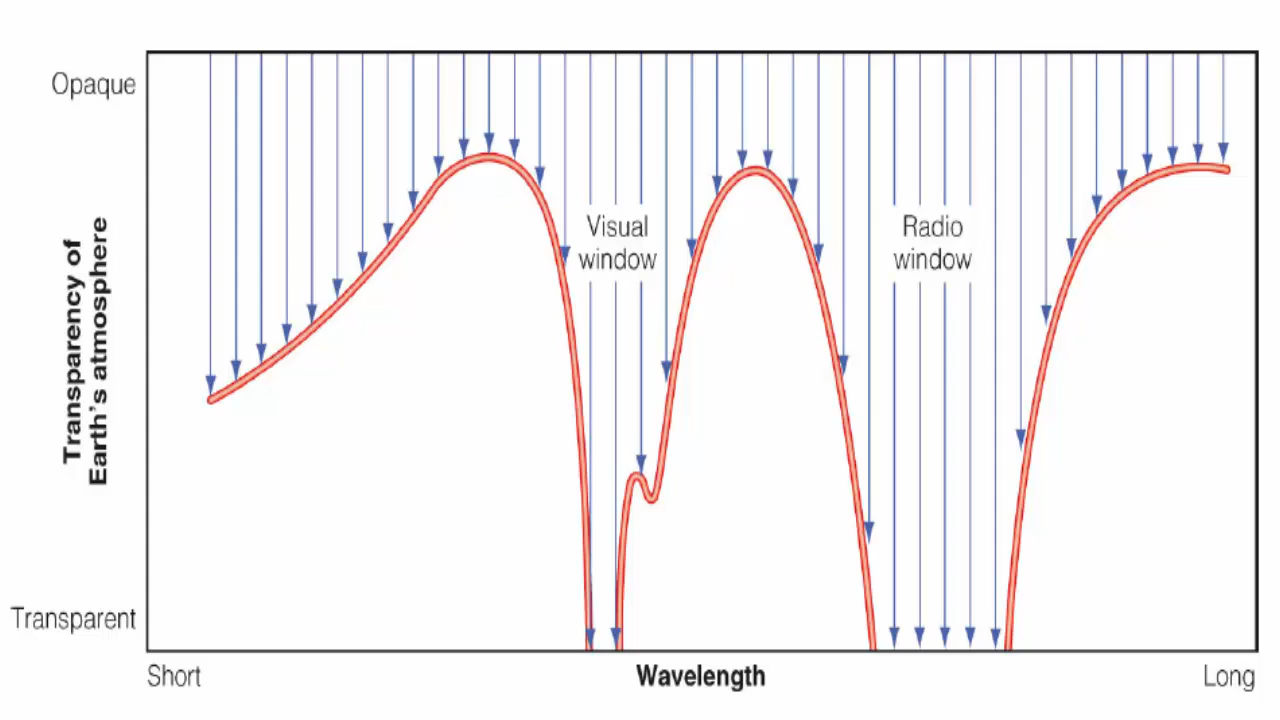 Opaque
Transparency of
Earth's atmosphere
Visual
window
Radio
window
Transparent
Short
Wavelength
Long